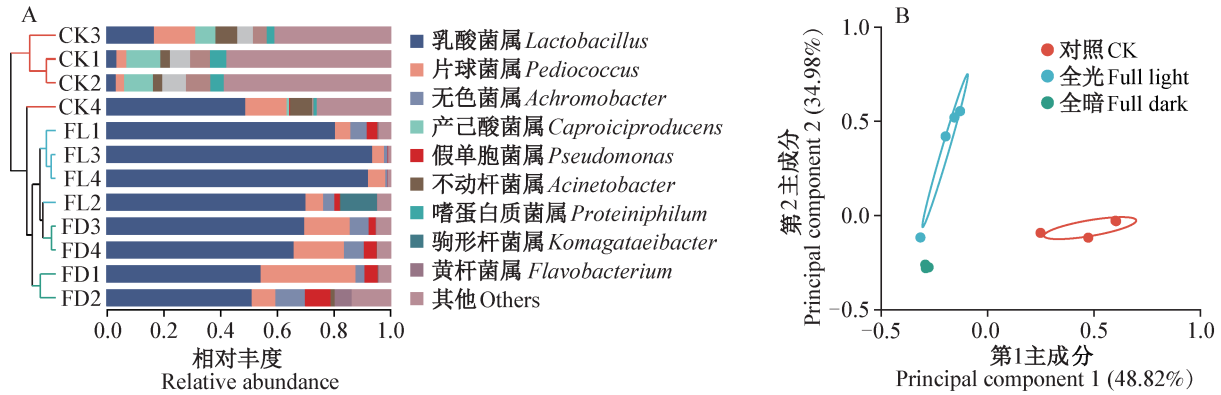 A
CK3
CK1
CK2
CK4
FL1
FL3
FL4
FL2
FD3
FD4
FD1
FD2
0.0 0.2 0.4 0.6 0.8 1.0
相对丰度
Relative abundance
乳酸菌属 Lactobacillus
片球菌属 Pediococcus
无色菌属 Achromobacter
产己酸菌属 Caproiciproducens
假单胞菌属 Pseudomonas
不动杆菌属 Acinetobacter
嗜蛋白质菌属 Proteiniphilum
驹形杆菌属 Komagataeibacter
黄杆菌属 Flavobacterium
其他 Others
B
第2主成分
Principal component 2 (34.98%)
1.0
0.5
0.0
−0.5
−0.5 0.0 0.5 1.0
第1主成分
Principal component 1 (48.82%)
对照 CK
全光 Full light
全暗 Full dark